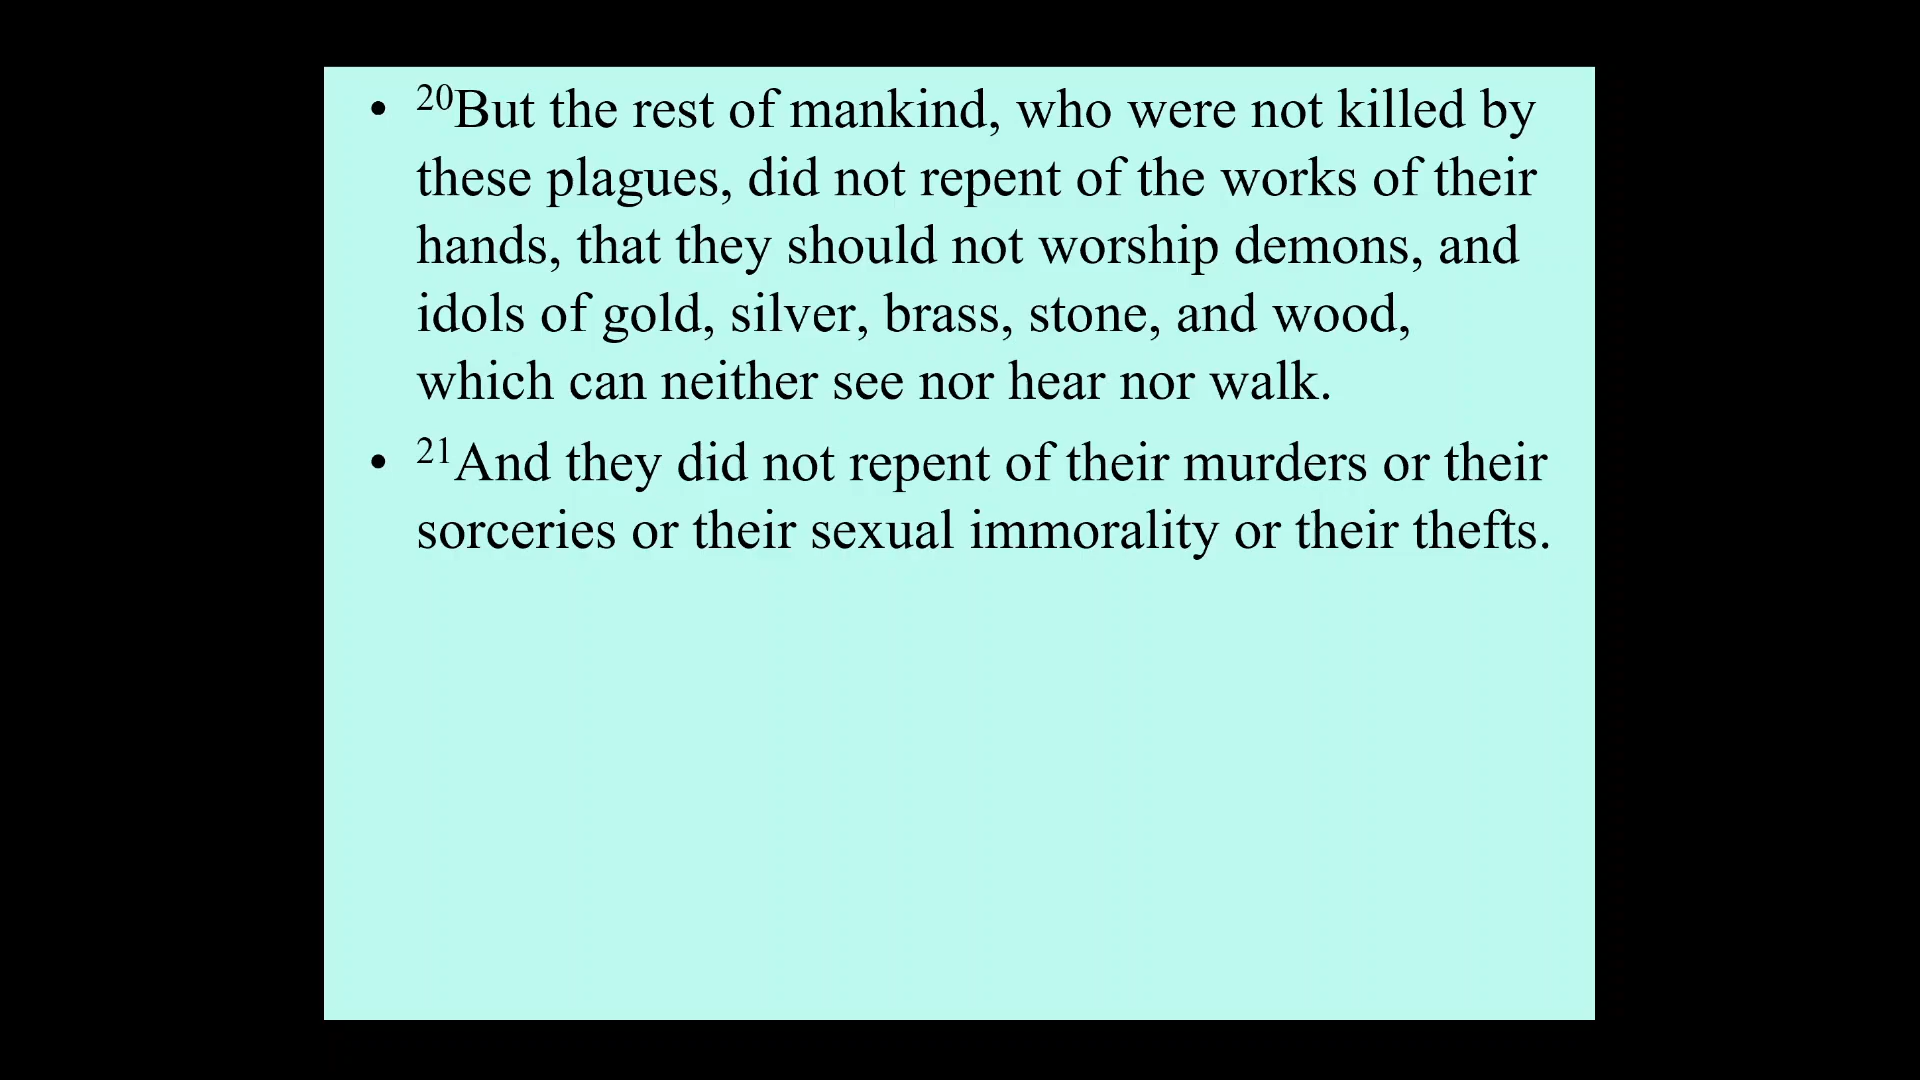 • ²⁰But the rest of mankind, who were not killed by
these plagues, did not repent of the works of their
hands, that they should not worship demons, and
idols of gold, silver, brass, stone, and wood,
which can neither see nor hear nor walk.
• ²¹And they did not repent of their murders or their
sorceries or their sexual immorality or their thefts.